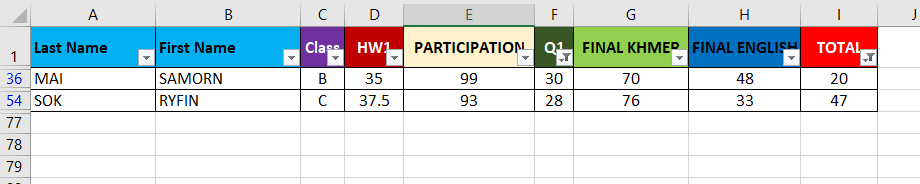 A B C D E F G H I J
1 Last Name First Name Class HW1 PARTICIPATION Q1 FINAL KHMER FINAL ENGLISH TOTAL
36 MAI SAMORN B 35 99 30 70 48 20
54 SOK RYFIN C 37.5 93 28 76 33 47
77
78
79